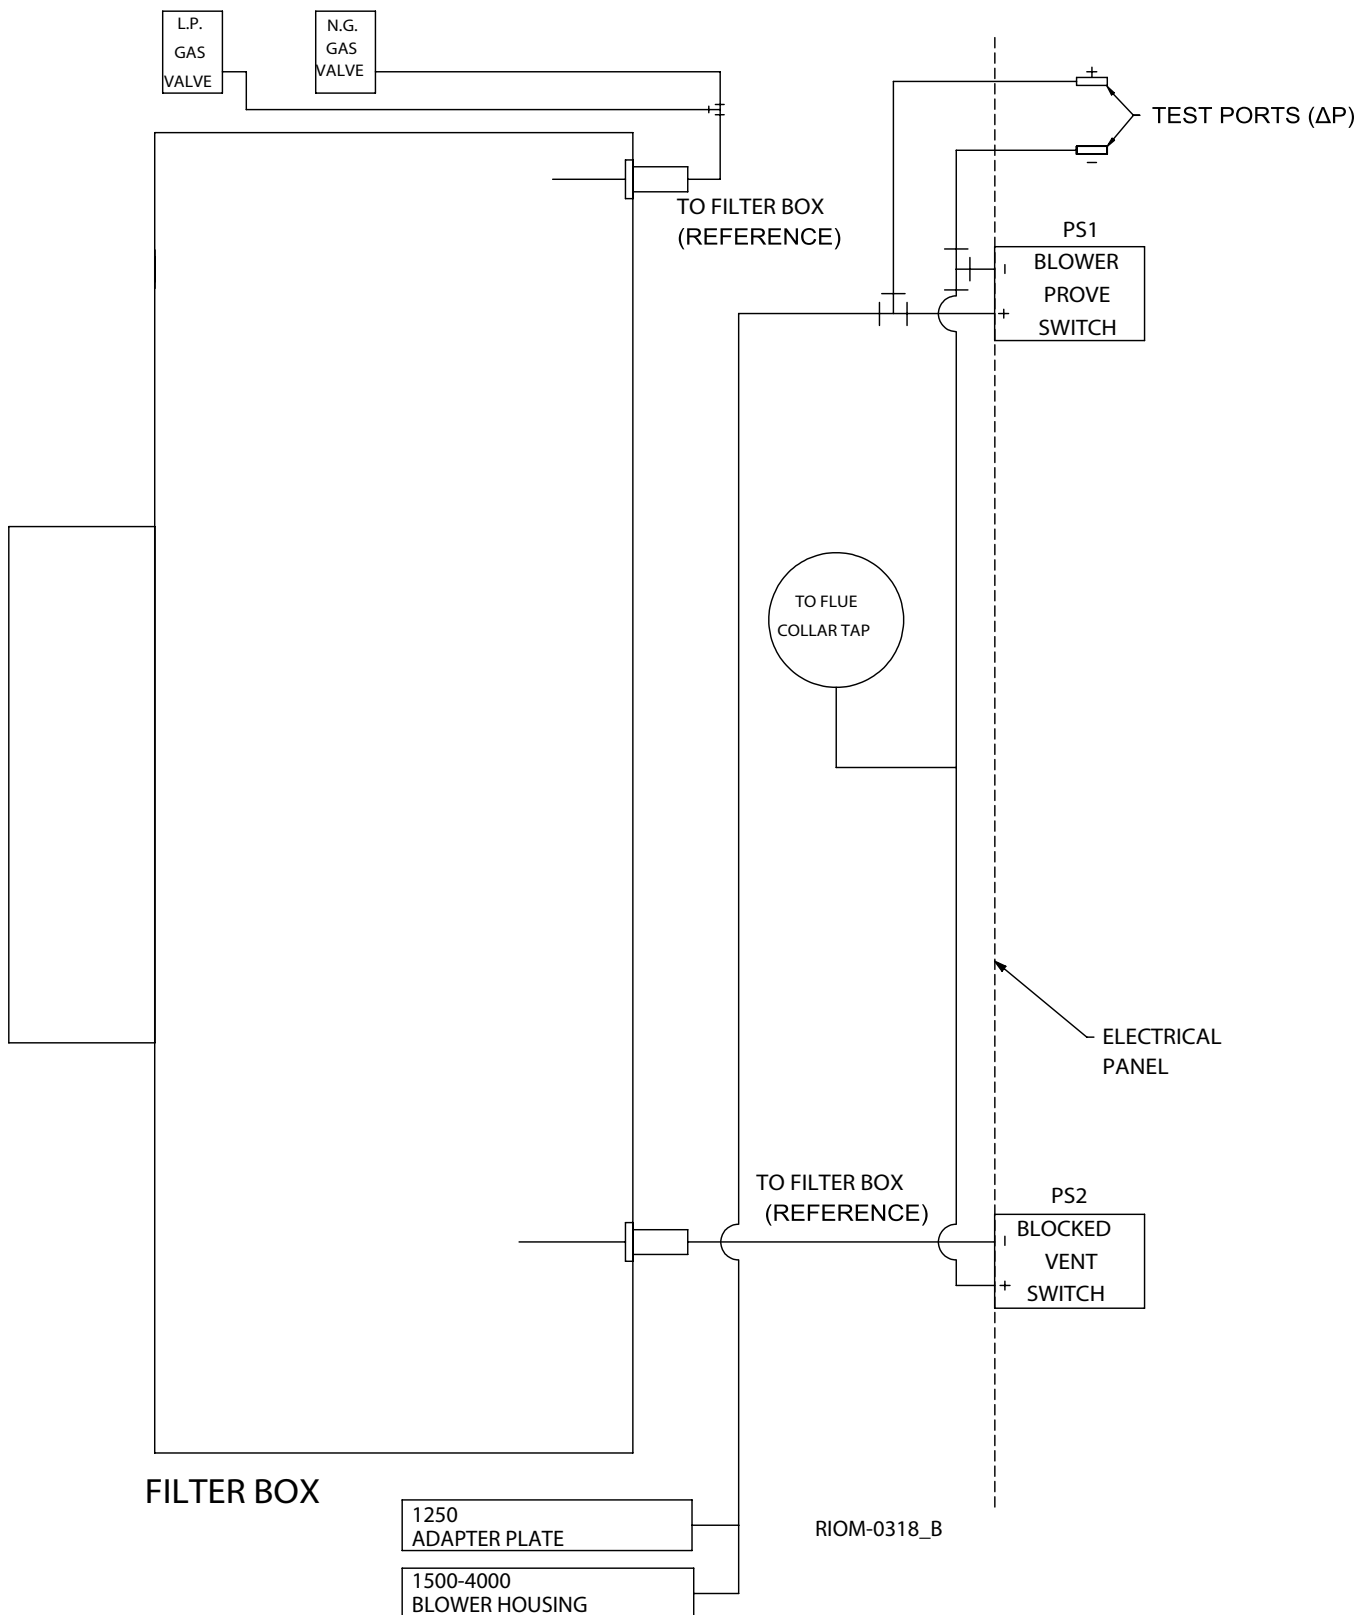 L.P.
GAS
VALVE
N.G.
GAS
VALVE
+
TEST PORTS (ΔP)
−
TO FILTER BOX
(REFERENCE)
PS1
− BLOWER
PROVE
+ SWITCH
TO FLUE
COLLAR TAP
ELECTRICAL
PANEL
TO FILTER BOX
(REFERENCE)
PS2
− BLOCKED
VENT
+ SWITCH
FILTER BOX
1250
ADAPTER PLATE
RIOM-0318_B
1500-4000
BLOWER HOUSING